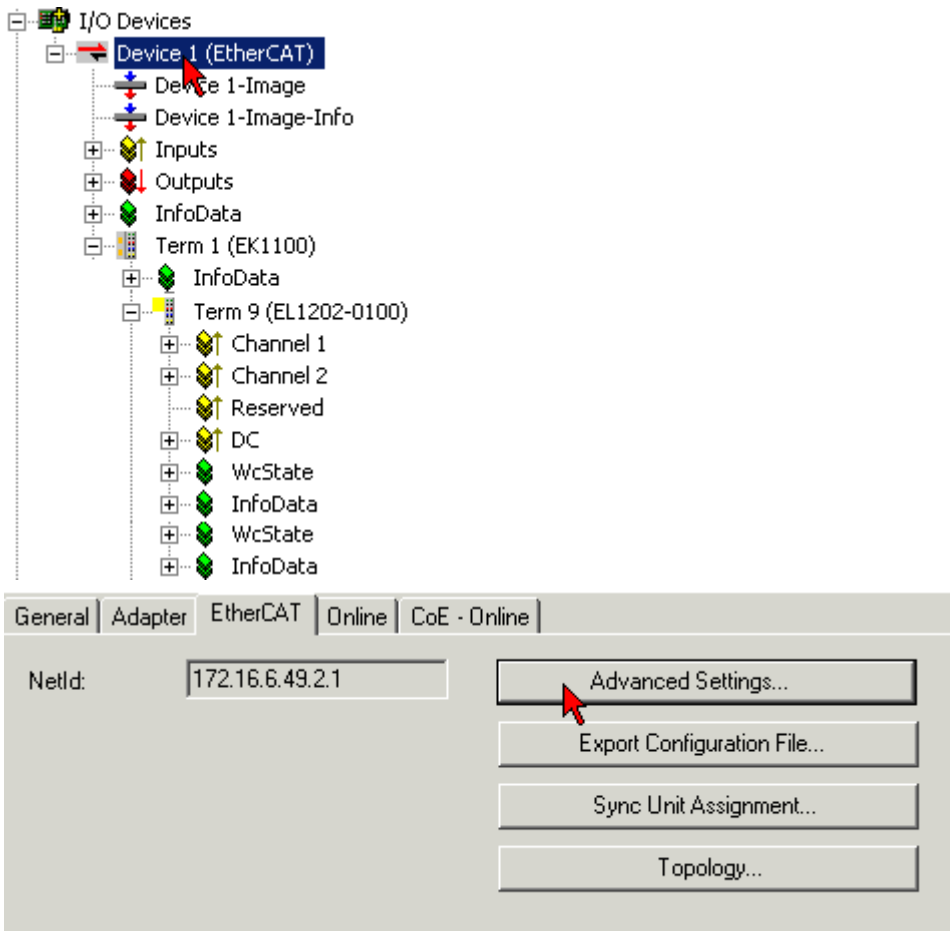 I/O Devices
Device 1 (EtherCAT)
Device 1-Image
Device 1-Image-Info
Inputs
Outputs
InfoData
Term 1 (EK1100)
InfoData
Term 9 (EL1202-0100)
Channel 1
Channel 2
Reserved
DC
WcState
InfoData
WcState
InfoData
General Adapter EtherCAT Online CoE - Online
NetId: 172.16.6.49.2.1 Advanced Settings...
Export Configuration File...
Sync Unit Assignment...
Topology...